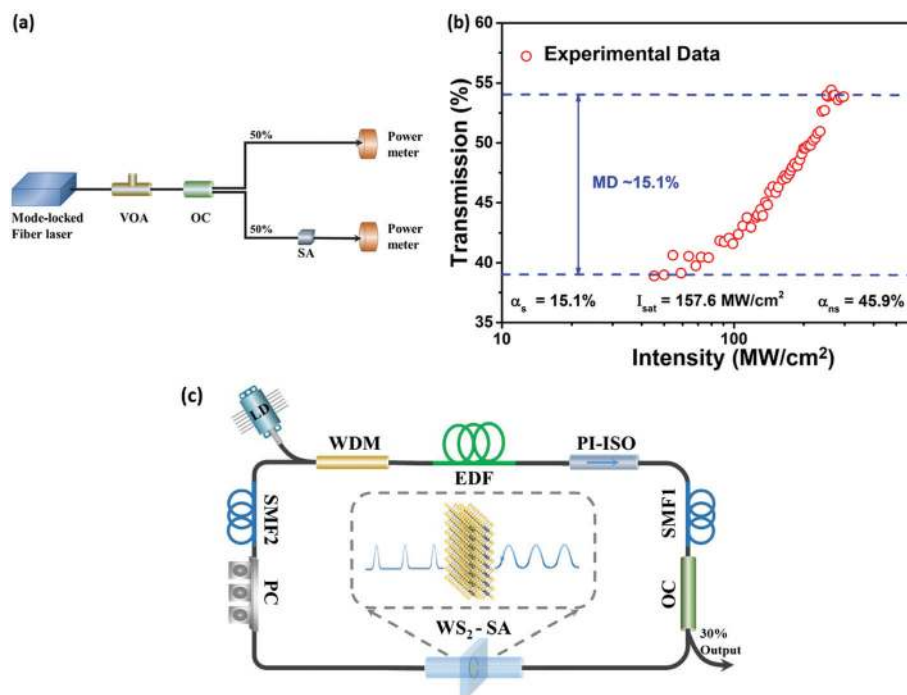 (a)
50%
Power
meter
Mode-locked
Fiber laser
VOA
OC
50%
SA
Power
meter
(b)
60
55
50
45
40
35
Transmission (%)
Experimental Data
MD ~15.1%
αs = 15.1%
Isat = 157.6 MW/cm²
αns = 45.9%
10
100
Intensity (MW/cm²)
(c)
LD
WDM
EDF
PI-ISO
SMF2
SMF1
PC
OC
WS₂ - SA
30%
Output